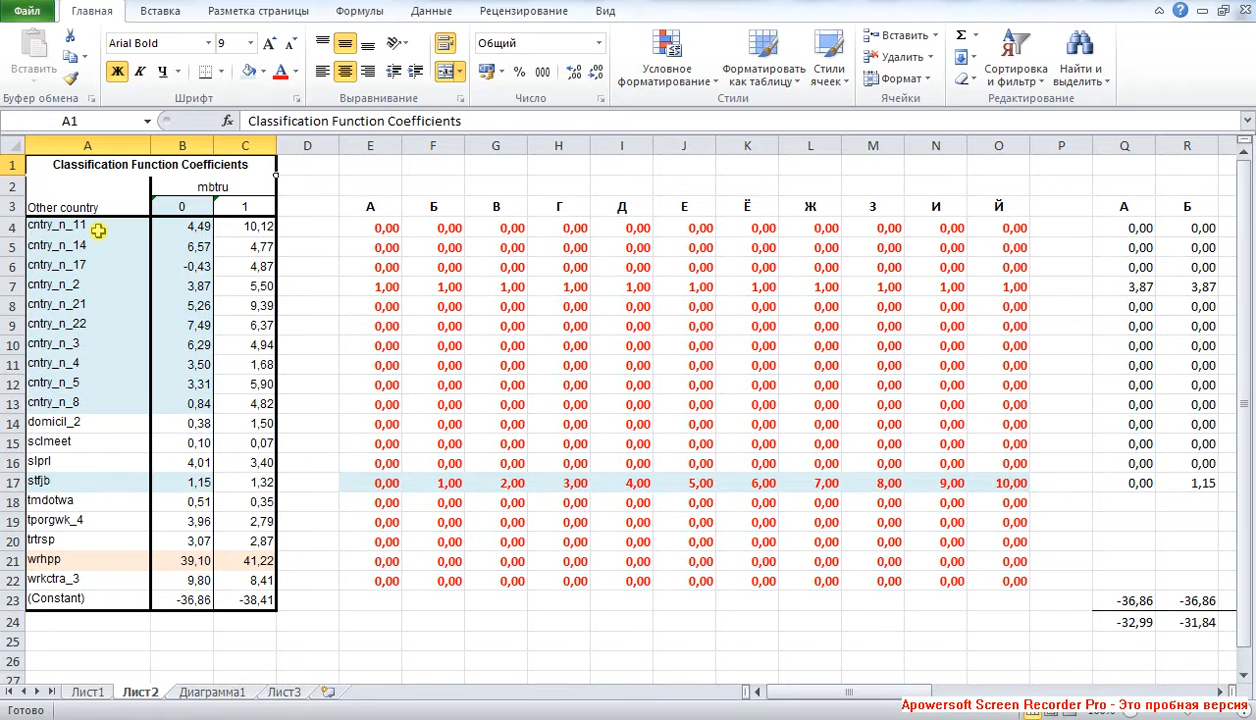 Файл Главная Вставка Разметка страницы Формулы Данные Рецензирование Вид
Вставить
Arial Bold 9
Ж К Ч
Общий
% 000
Условное форматирование
Форматировать как таблицу
Стили ячеек
Вставить
Удалить
Формат
Σ
Сортировка и фильтр
Найти и выделить
Буфер обмена Шрифт Выравнивание Число Стили Ячейки Редактирование
A1 fx Classification Function Coefficients
A B C D E F G H I J K L M N O P Q R
1 Classification Function Coefficients
2 mbtru
3 Other country 0 1 А Б В Г Д Е Ё Ж З И Й А Б
4 cntry_n_11 4,49 10,12 0,00 0,00 0,00 0,00 0,00 0,00 0,00 0,00 0,00 0,00 0,00 0,00 0,00
5 cntry_n_14 6,57 4,77 0,00 0,00 0,00 0,00 0,00 0,00 0,00 0,00 0,00 0,00 0,00 0,00 0,00
6 cntry_n_17 -0,43 4,87 0,00 0,00 0,00 0,00 0,00 0,00 0,00 0,00 0,00 0,00 0,00 0,00 0,00
7 cntry_n_2 3,87 5,50 1,00 1,00 1,00 1,00 1,00 1,00 1,00 1,00 1,00 1,00 1,00 3,87 3,87
8 cntry_n_21 5,26 9,39 0,00 0,00 0,00 0,00 0,00 0,00 0,00 0,00 0,00 0,00 0,00 0,00 0,00
9 cntry_n_22 7,49 6,37 0,00 0,00 0,00 0,00 0,00 0,00 0,00 0,00 0,00 0,00 0,00 0,00 0,00
10 cntry_n_3 6,29 4,94 0,00 0,00 0,00 0,00 0,00 0,00 0,00 0,00 0,00 0,00 0,00 0,00 0,00
11 cntry_n_4 3,50 1,68 0,00 0,00 0,00 0,00 0,00 0,00 0,00 0,00 0,00 0,00 0,00 0,00 0,00
12 cntry_n_5 3,31 5,90 0,00 0,00 0,00 0,00 0,00 0,00 0,00 0,00 0,00 0,00 0,00 0,00 0,00
13 cntry_n_8 0,84 4,82 0,00 0,00 0,00 0,00 0,00 0,00 0,00 0,00 0,00 0,00 0,00 0,00 0,00
14 domicil_2 0,38 1,50 0,00 0,00 0,00 0,00 0,00 0,00 0,00 0,00 0,00 0,00 0,00 0,00 0,00
15 sclmeet 0,10 0,07 0,00 0,00 0,00 0,00 0,00 0,00 0,00 0,00 0,00 0,00 0,00 0,00 0,00
16 slprl 4,01 3,40 0,00 0,00 0,00 0,00 0,00 0,00 0,00 0,00 0,00 0,00 0,00 0,00 0,00
17 stfjb 1,15 1,32 0,00 1,00 2,00 3,00 4,00 5,00 6,00 7,00 8,00 9,00 10,00 0,00 1,15
18 tmdotwa 0,51 0,35 0,00 0,00 0,00 0,00 0,00 0,00 0,00 0,00 0,00 0,00 0,00
19 tporgwk_4 3,96 2,79 0,00 0,00 0,00 0,00 0,00 0,00 0,00 0,00 0,00 0,00 0,00
20 trtrsp 3,07 2,87 0,00 0,00 0,00 0,00 0,00 0,00 0,00 0,00 0,00 0,00 0,00
21 wrhpp 39,10 41,22 0,00 0,00 0,00 0,00 0,00 0,00 0,00 0,00 0,00 0,00 0,00
22 wrkctra_3 9,80 8,41 0,00 0,00 0,00 0,00 0,00 0,00 0,00 0,00 0,00 0,00 0,00
23 (Constant) -36,86 -38,41 -36,86 -36,86
24 -32,99 -31,84
25
26
27
Лист1 Лист2 Диаграмма1 Лист3
Готово
Apowersoft Screen Recorder Pro - Это пробная версия